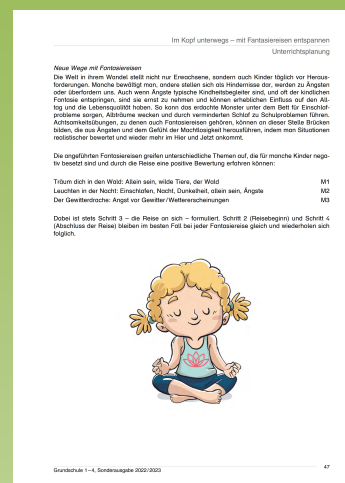 Im Kopf unterwegs – mit Fantasiereisen entspannen
Unterrichtsplanung
Neue Wege mit Fantasiereisen
Die Welt in ihrem Wandel stellt nicht nur Erwachsene, sondern auch Kinder täglich vor Heraus-
forderungen. Manche bewältigt man, andere stellen sich als Hindernisse dar, werden zu Ängsten
oder überfordern uns. Auch wenn Ängste typische Kindheitsbegleiter sind, und oft der kindlichen
Fantasie entspringen, sind sie ernst zu nehmen und können erheblichen Einfluss auf den All-
tag und die Lebensqualität haben. So kann das erdachte Monster unter dem Bett für Einschlaf-
probleme sorgen, Albträume wecken und durch verminderten Schlaf zu Schulproblemen führen.
Achtsamkeitsübungen, zu denen auch Fantasiereisen gehören, können an dieser Stelle Brücken
bilden, die aus Ängsten und dem Gefühl der Machtlosigkeit herausführen, indem man Situationen
realistischer bewertet und wieder mehr im Hier und Jetzt ankommt.
Die angeführten Fantasiereisen greifen unterschiedliche Themen auf, die für manche Kinder nega-
tiv besetzt sind und durch die Reise eine positive Bewertung erfahren können:
Träum dich in den Wald: Allein sein, wilde Tiere, der Wald M1
Leuchten in der Nacht: Einschlafen, Nacht, Dunkelheit, allein sein, Ängste M2
Der Gewitterdrache: Angst vor Gewitter/Wettererscheinungen M3
Dabei ist stets Schritt 3 – die Reise an sich – formuliert. Schritt 2 (Reisebeginn) und Schritt 4
(Abschluss der Reise) bleiben im besten Fall bei jeder Fantasiereise gleich und wiederholen sich
folglich.
47
Grundschule 1–4, Sonderausgabe 2022/2023